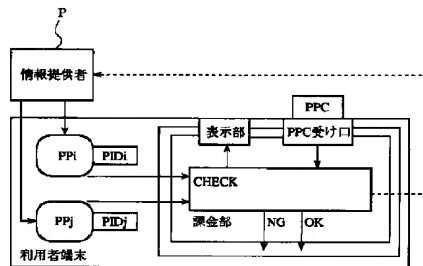 P
情報提供者
PPC
表示部
PPC受け口
PPi
PIDi
CHECK
PPj
PIDj
課金部
NG
OK
利用者端末